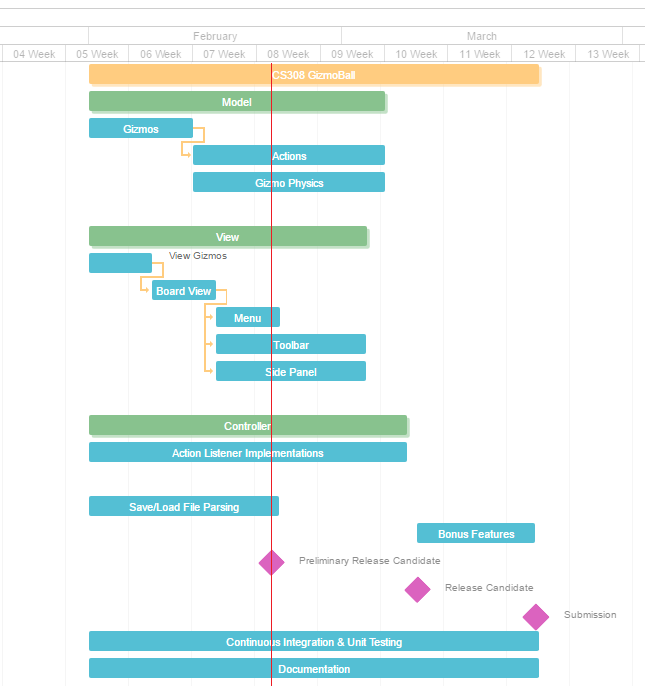 February March
04 Week 05 Week 06 Week 07 Week 08 Week 09 Week 10 Week 11 Week 12 Week 13 Week
CS308 GizmoBall
Model
Gizmos
Actions
Gizmo Physics
View
View Gizmos
Board View
Menu
Toolbar
Side Panel
Controller
Action Listener Implementations
Save/Load File Parsing
Bonus Features
Preliminary Release Candidate
Release Candidate
Submission
Continuous Integration & Unit Testing
Documentation